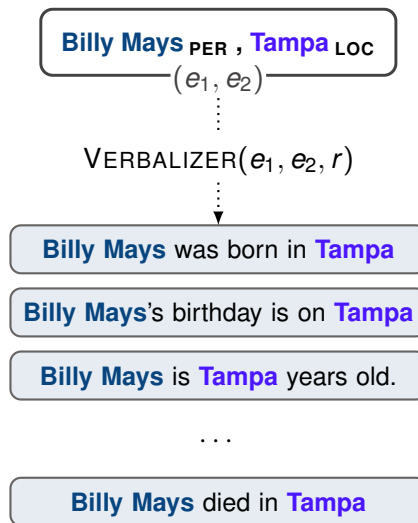 Billy Mays PER , Tampa LOC
(e1, e2)
VERBALIZER(e1, e2, r)
Billy Mays was born in Tampa
Billy Mays's birthday is on Tampa
Billy Mays is Tampa years old.
...
Billy Mays died in Tampa